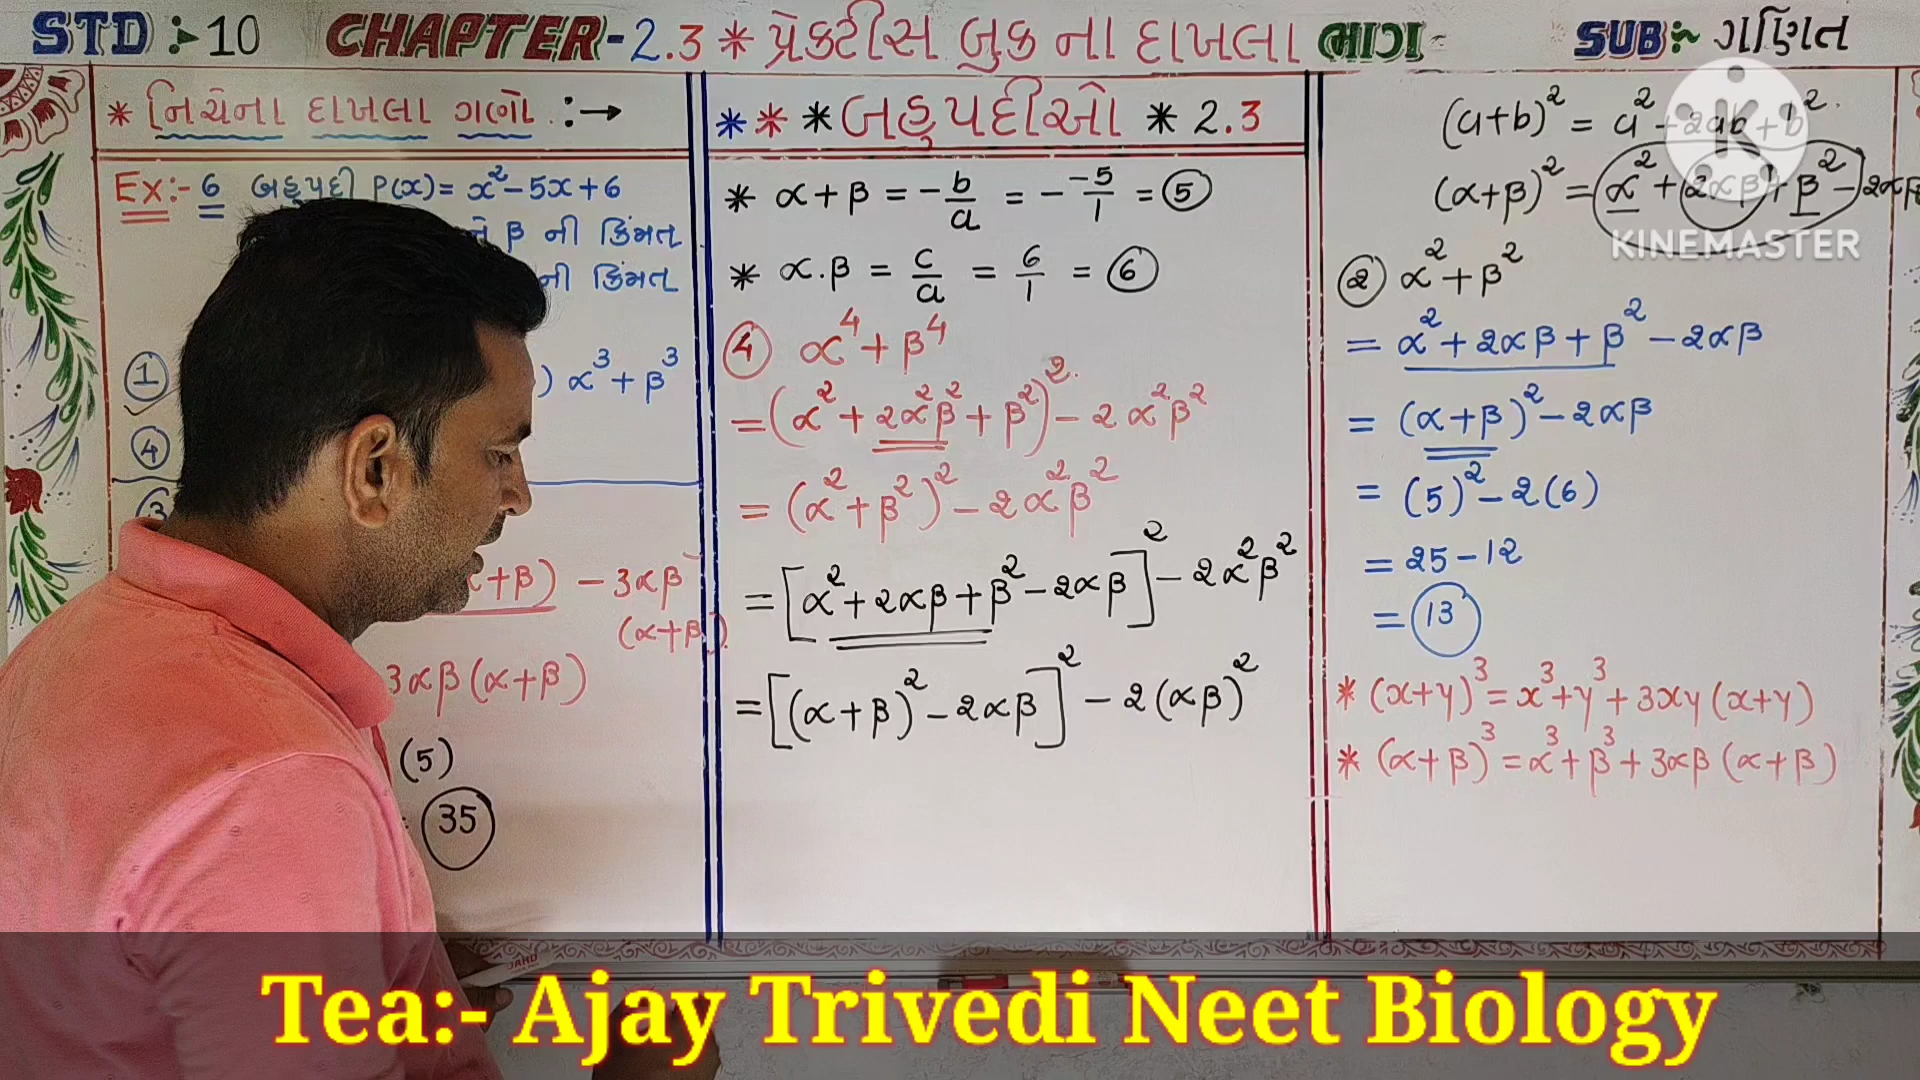 STD :- 10 CHAPTER-2.3 * પ્રેકટીસ બુક ના દાખલા ભાગ - SUB:- ગણિત
* નિચેના દાખલા ગણો :→
Ex:- 6 બહુપદી P(x) = x² - 5x + 6
β ની કિંમત
ની કિંમત
1 ) α³ + β³
4
3
+ β) - 3αβ
(α+β)
3αβ (α+β)
(5)
35
* * * બહુપદીઓ * 2.3
* α + β = - b/a = - -5/1 = 5
* α . β = c/a = 6/1 = 6
4 α⁴ + β⁴
= (α² + 2α²β² + β²)² - 2α²β²
= (α² + β²)² - 2α²β²
= [α² + 2αβ + β² - 2αβ]² - 2α²β²
= [(α+β)² - 2αβ]² - 2(αβ)²
(a+b)² = a² + 2ab + b².
(α+β)² = α² + 2αβ + β² - 2αβ
KINEMASTER
2 α² + β²
= α² + 2αβ + β² - 2αβ
= (α+β)² - 2αβ
= (5)² - 2(6)
= 25 - 12
= 13
* (x+y)³ = x³ + y³ + 3xy (x+y)
* (α+β)³ = α³ + β³ + 3αβ (α+β)
Tea:- Ajay Trivedi Neet Biology